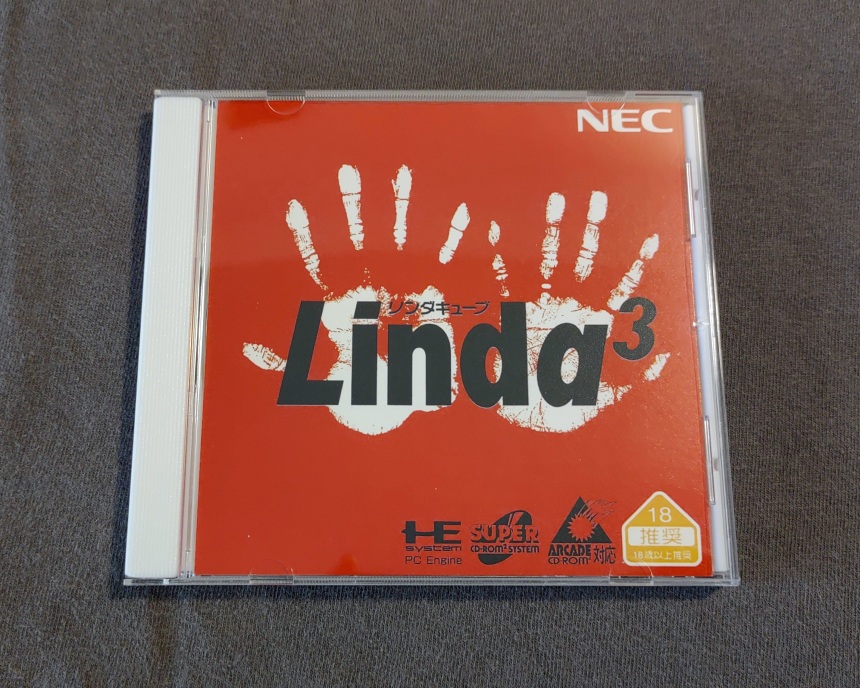 NEC
リンダキューブ
Linda³
HE
SYSTEM
PC Engine
SUPER
CD-ROM² SYSTEM
ARCADE
CD-ROM²
対応
18
推奨
18歳以上推奨